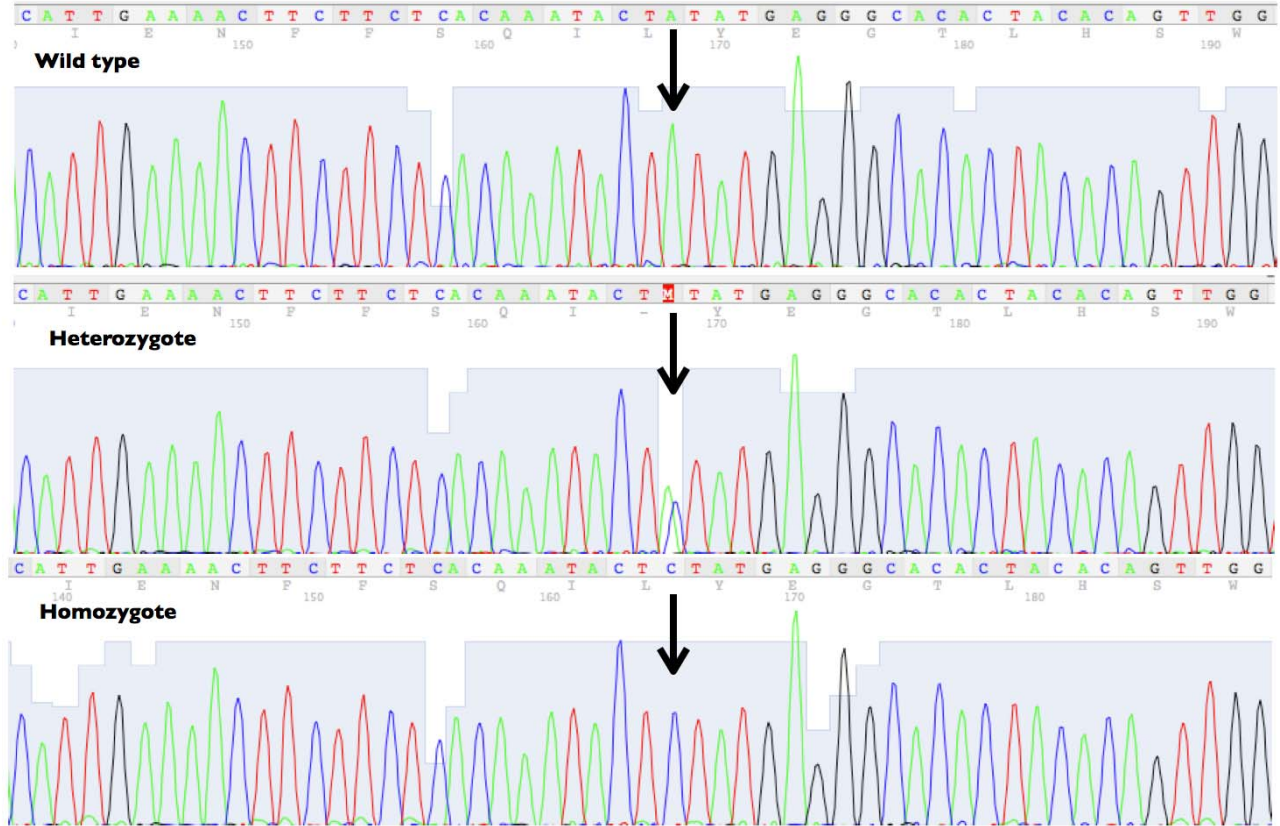 C A T T G A A A A C T T C T T C T C A C A A A T A C T A T A T G A G G G C A C A C T A C A C A G T T G G
I E N F F S Q I L Y E G T L H S W
150 160 170 180 190
Wild type
C A T T G A A A A C T T C T T C T C A C A A A T A C T M T A T G A G G G C A C A C T A C A C A G T T G G
I E N F F S Q I - Y E G T L H S W
150 160 170 180 190
Heterozygote
C A T T G A A A A C T T C T T C T C A C A A A T A C T C T A T G A G G G C A C A C T A C A C A G T T G G
I E N F F S Q I L Y E G T L H S W
140 150 160 170 180
Homozygote